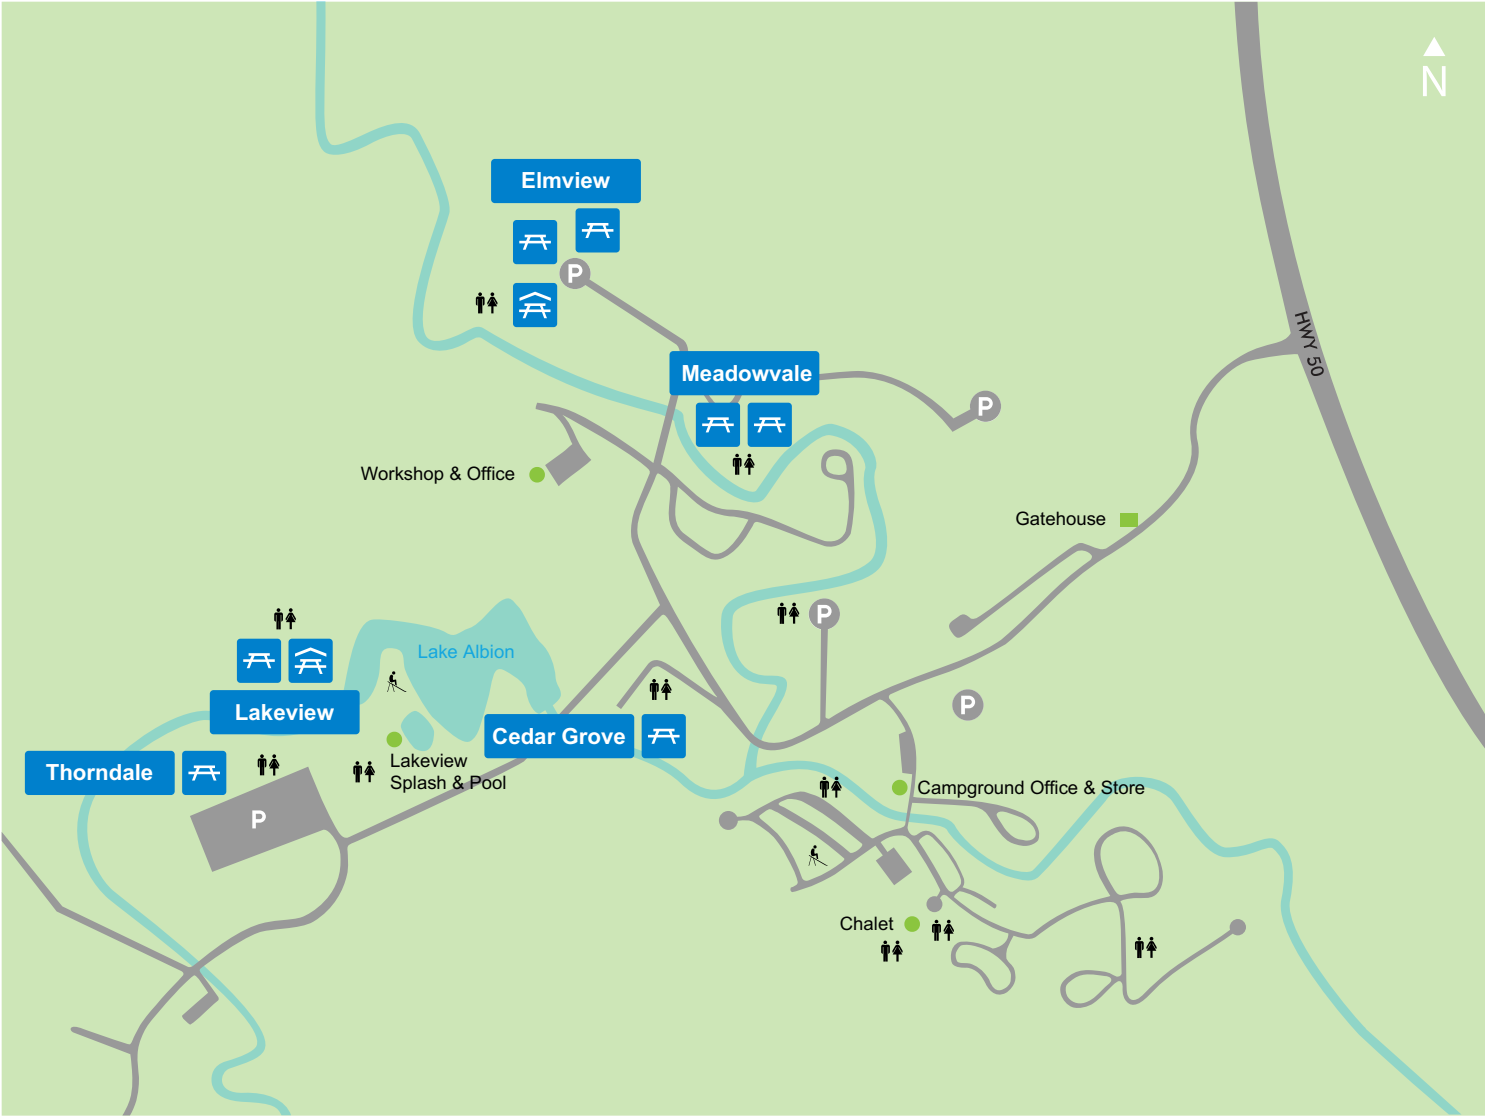 N
Elmview
P
HWY 50
Meadowvale
P
Workshop & Office
Gatehouse
P
Lake Albion
P
Lakeview
Cedar Grove
Thorndale
Lakeview
Splash & Pool
Campground Office & Store
P
Chalet